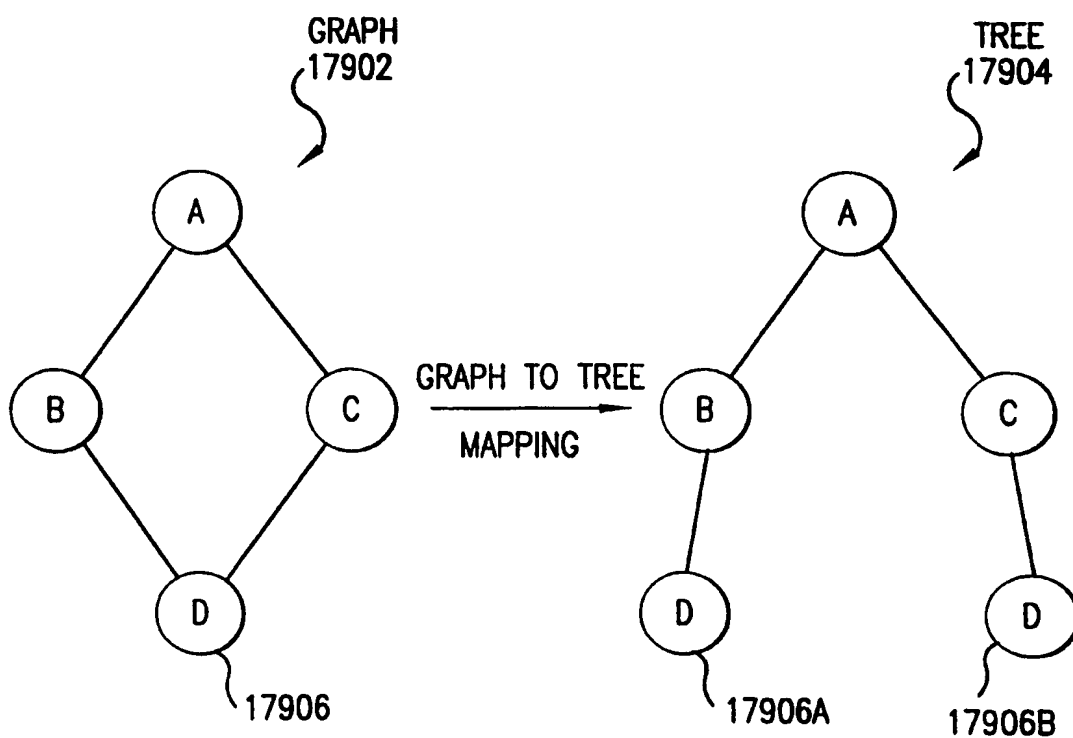 GRAPH
17902
TREE
17904
A
A
B
C
GRAPH TO TREE
MAPPING
B
C
D
D
D
17906
17906A
17906B